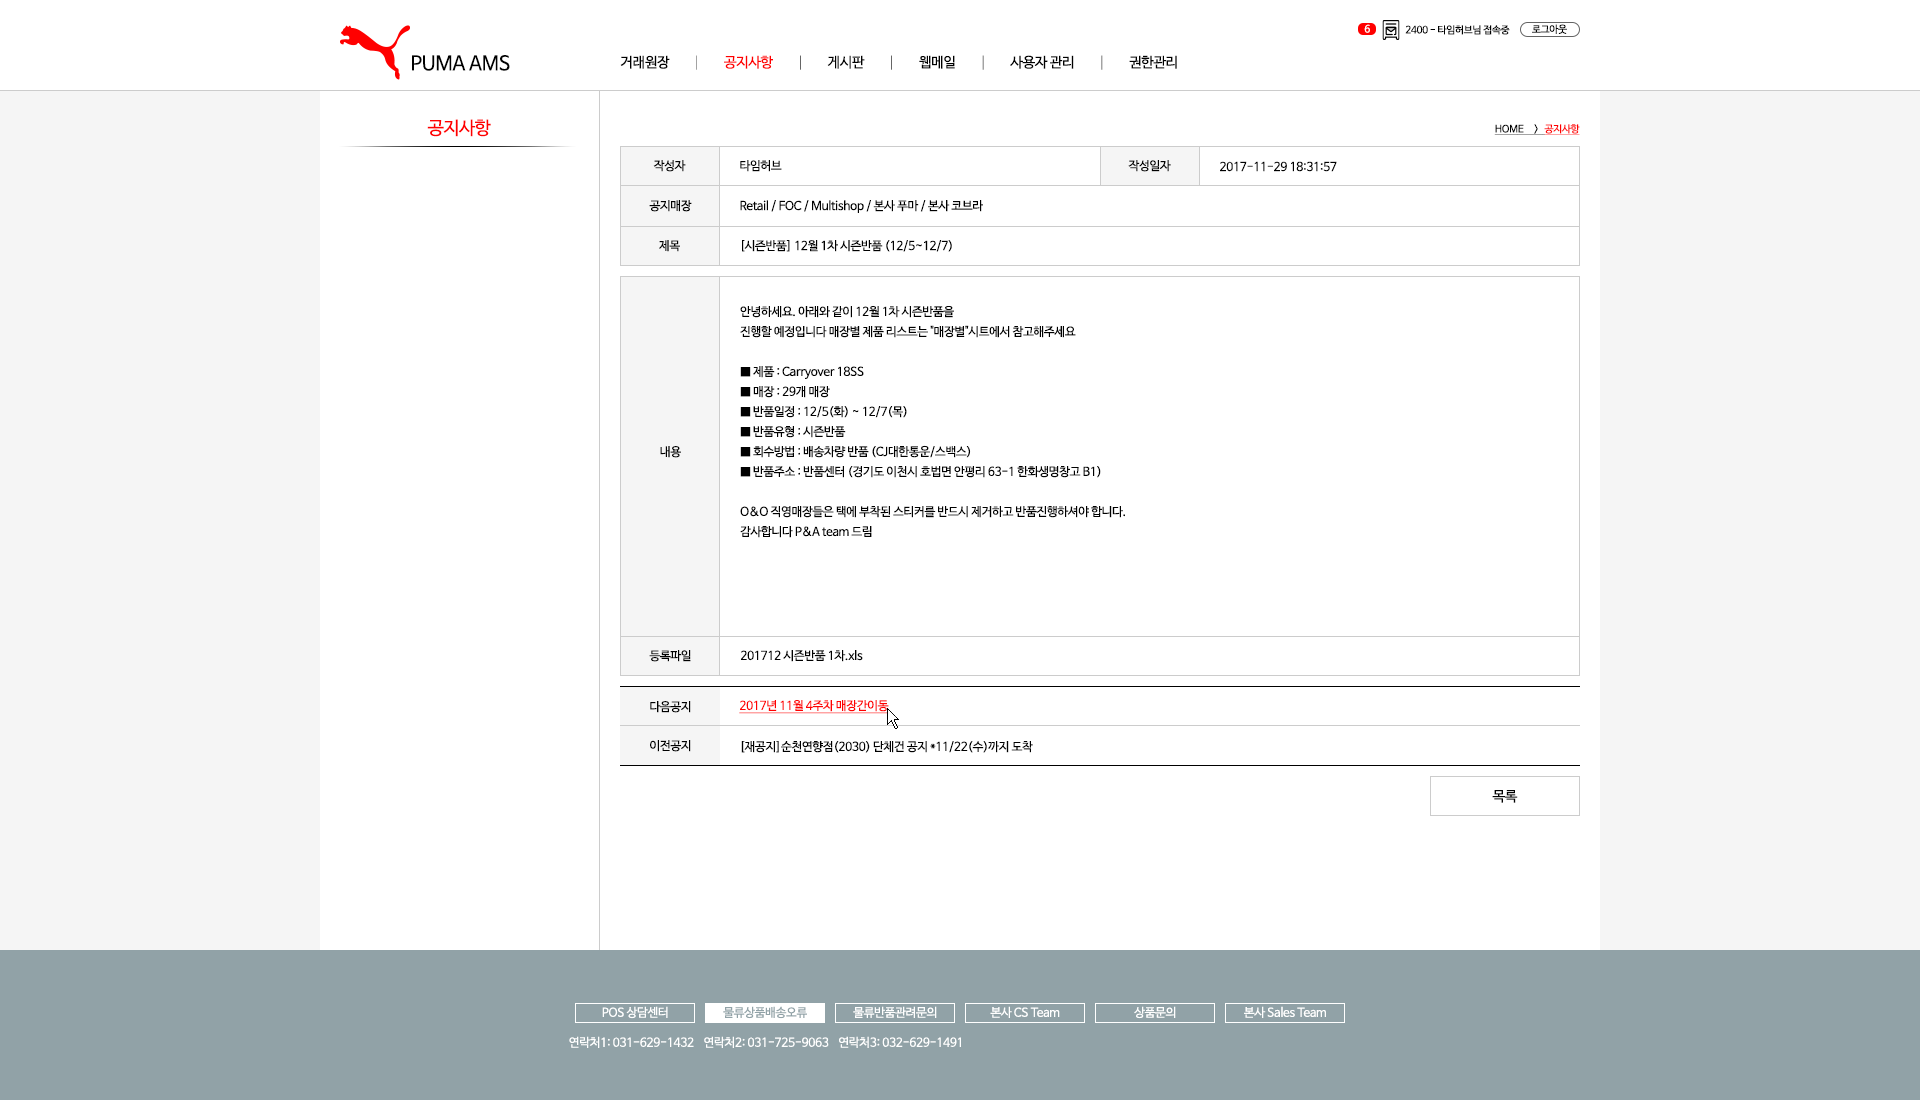 6 2400 - 타임허브님 접속중 로그아웃
PUMA AMS
거래원장 | 공지사항 | 게시판 | 웹메일 | 사용자 관리 | 권한관리
공지사항
HOME > 공지사항
작성자 타임허브 작성일자 2017-11-29 18:31:57
공지매장 Retail / FOC / Multishop / 본사 푸마 / 본사 코브라
제목 [시즌반품] 12월 1차 시즌반품 (12/5~12/7)
내용
안녕하세요. 아래와 같이 12월 1차 시즌반품을
진행할 예정입니다 매장별 제품 리스트는 "매장별"시트에서 참고해주세요
■ 제품 : Carryover 18SS
■ 매장 : 29개 매장
■ 반품일정 : 12/5(화) ~ 12/7(목)
■ 반품유형 : 시즌반품
■ 회수방법 : 배송차량 반품 (CJ대한통운/스백스)
■ 반품주소 : 반품센터 (경기도 이천시 호법면 안평리 63-1 한화생명창고 B1)
O&O 직영매장들은 택에 부착된 스티커를 반드시 제거하고 반품진행하셔야 합니다.
감사합니다 P&A team 드림
등록파일 201712 시즌반품 1차.xls
다음공지 2017년 11월 4주차 매장간이동
이전공지 [재공지]순천연향점(2030) 단체건 공지 *11/22(수)까지 도착
목록
POS 상담센터 물류상품배송오류 물류반품관려문의 본사 CS Team 상품문의 본사 Sales Team
연락처1: 031-629-1432 연락처2: 031-725-9063 연락처3: 032-629-1491